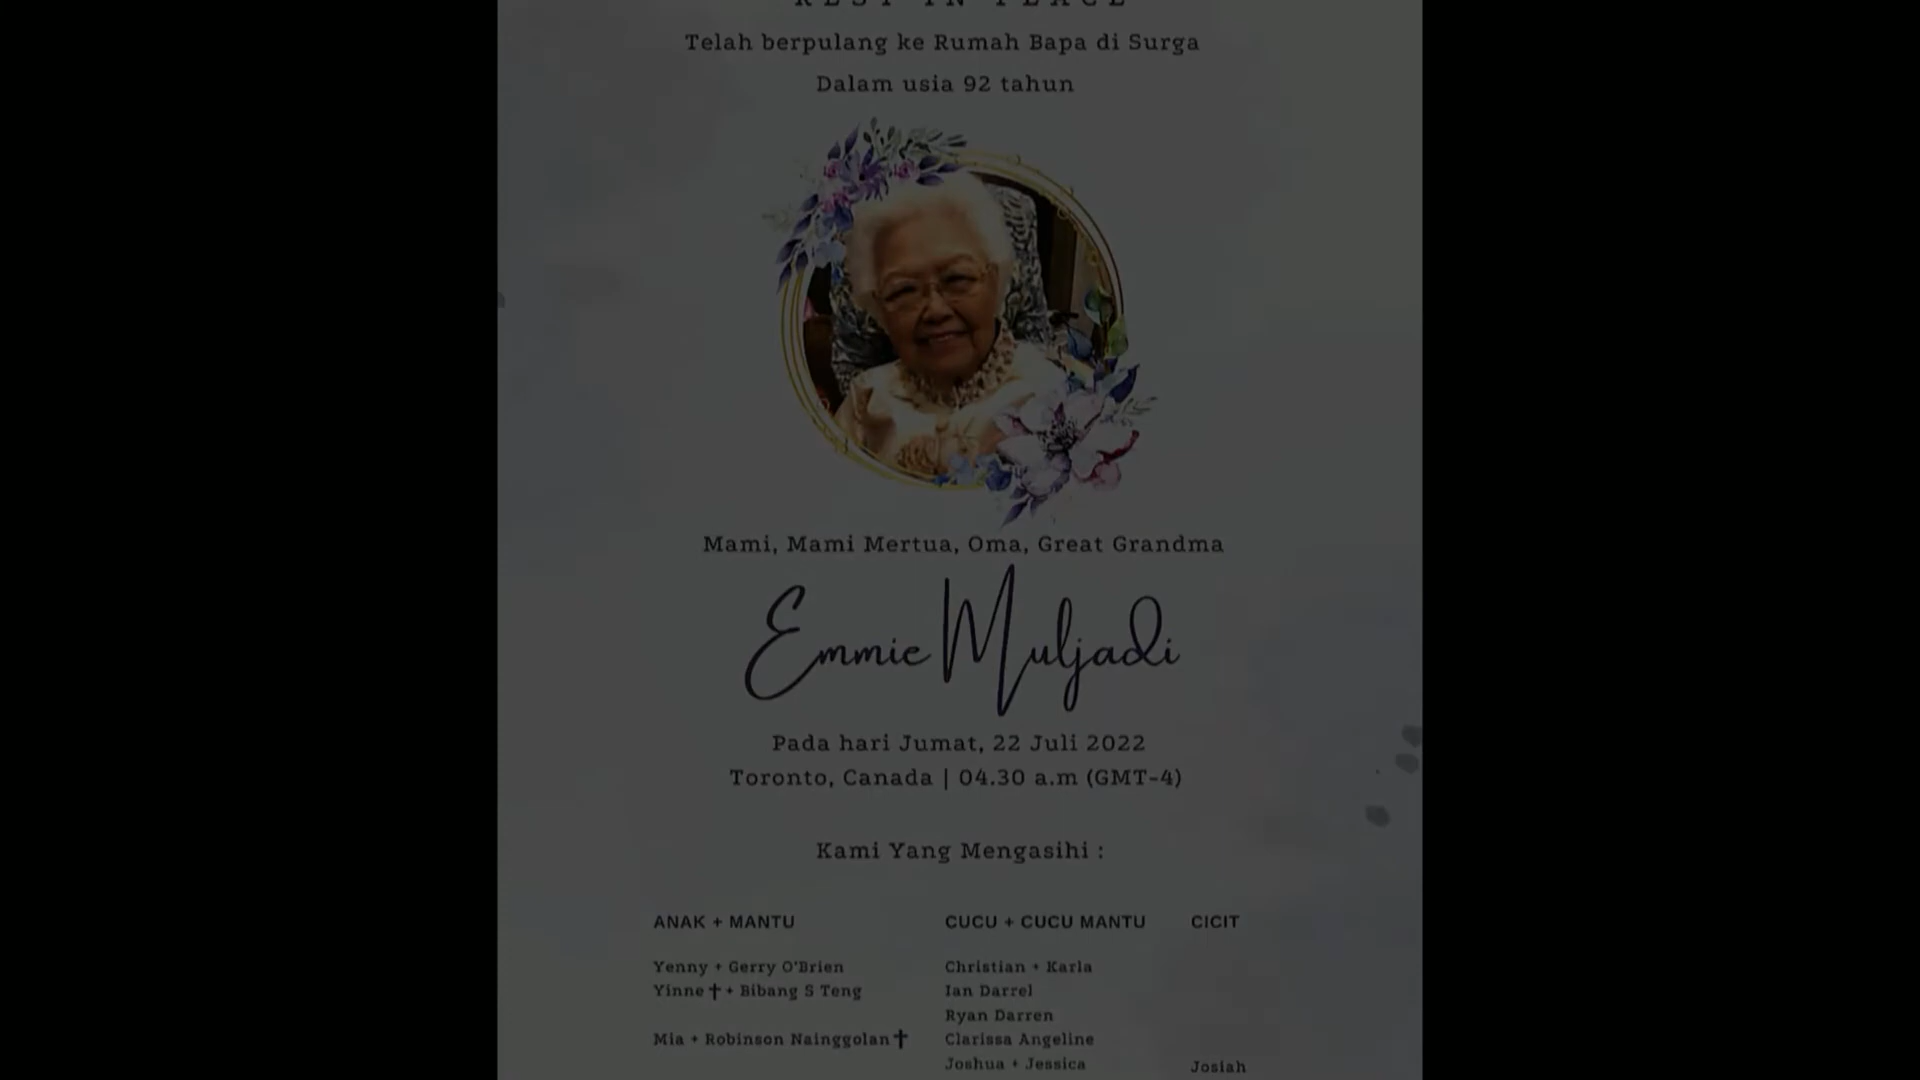 REST IN PEACE
Telah berpulang ke Rumah Bapa di Surga
Dalam usia 92 tahun
Mami, Mami Mertua, Oma, Great Grandma
Emmie Muljadi
Pada hari Jumat, 22 Juli 2022
Toronto, Canada | 04.30 a.m (GMT-4)
Kami Yang Mengasihi :
ANAK + MANTU
Yenny + Gerry O'Brien
Yinne ✝ + Bibang S Teng
Mia + Robinson Nainggolan ✝
CUCU + CUCU MANTU
Christian + Karla
Ian Darrel
Ryan Darren
Clarissa Angeline
Joshua + Jessica
CICIT
Josiah